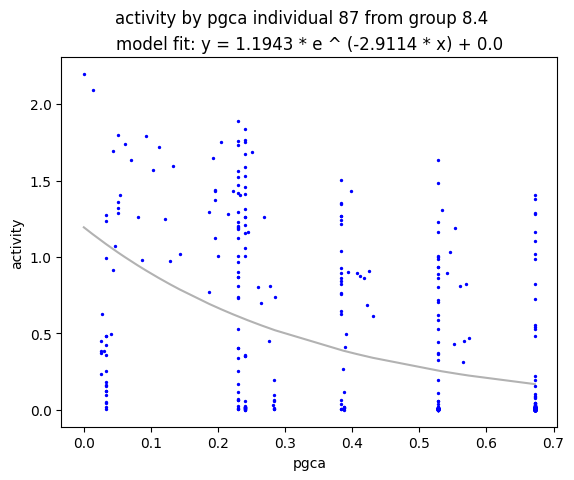 activity by pgca individual 87 from group 8.4
model fit: y = 1.1943 * e ^ (-2.9114 * x) + 0.0
2.0
1.5
1.0
0.5
0.0
activity
0.0 0.1 0.2 0.3 0.4 0.5 0.6 0.7
pgca